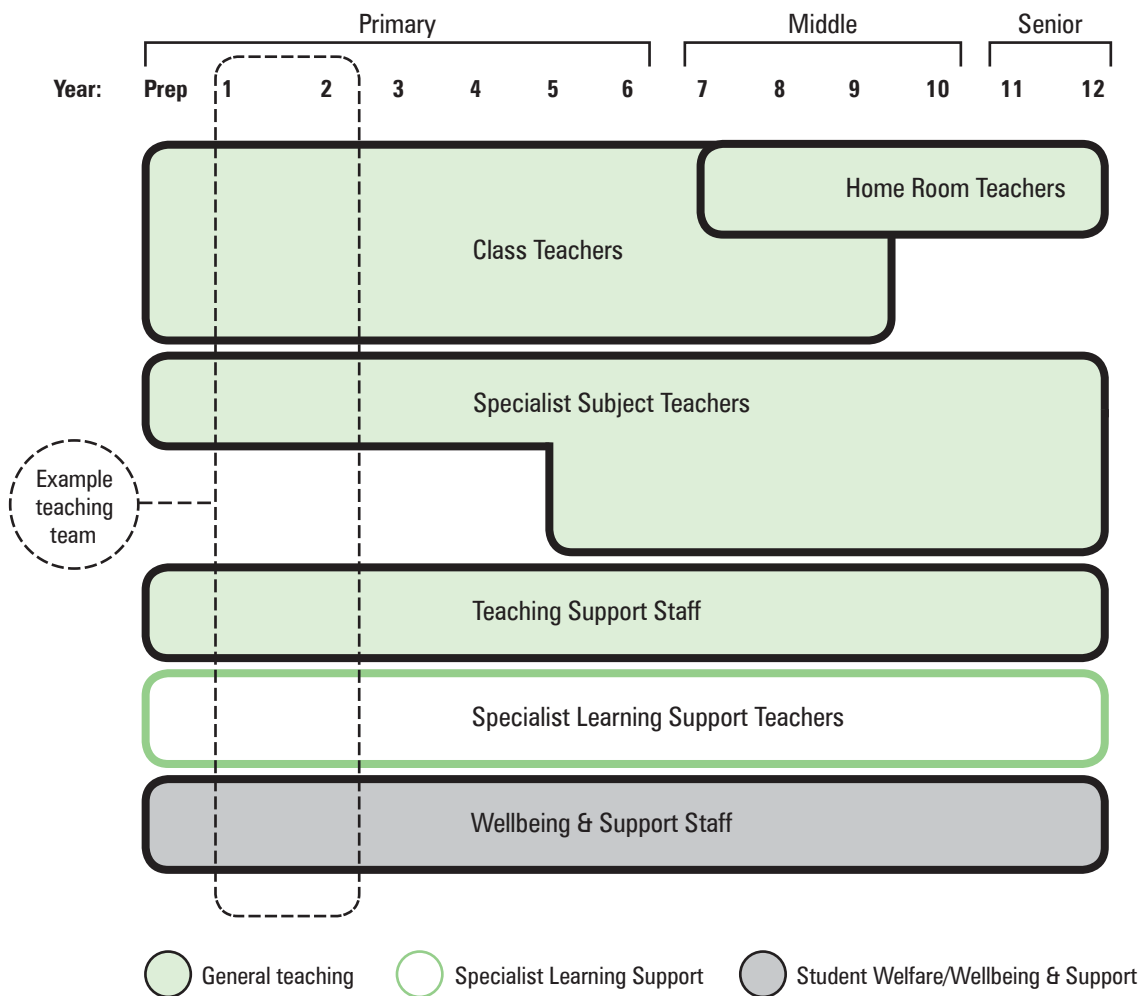 Primary Middle Senior
Year: Prep 1 2 3 4 5 6 7 8 9 10 11 12
Home Room Teachers
Class Teachers
Specialist Subject Teachers
Example
teaching
team
Teaching Support Staff
Specialist Learning Support Teachers
Wellbeing & Support Staff
General teaching Specialist Learning Support Student Welfare/Wellbeing & Support